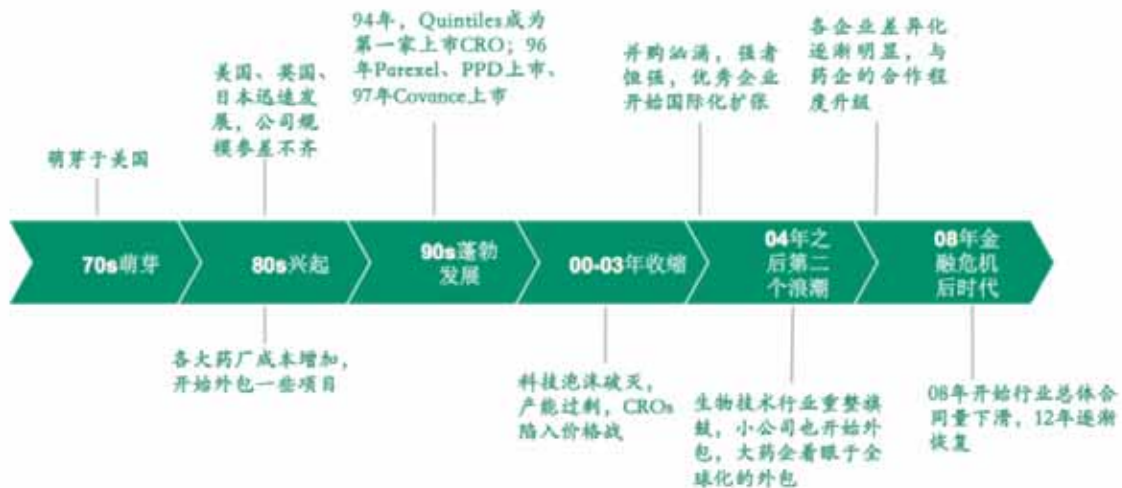 94年，Quintiles成为
第一家上市CRO；96
年Parexel、PPD上市、
97年Covance上市
各企业差异化
逐渐明显，与
药企的合作程
度升级
并购汹涌，强者
恒强，优秀企业
开始国际化扩张
美国、英国、
日本迅速发
展，公司规
模参差不齐
萌芽于美国
70s萌芽
80s兴起
90s蓬勃
发展
00-03年收缩
04年之
后第二
个浪潮
08年金
融危机
后时代
各大药厂成本增加，
开始外包一些项目
科技泡沫破灭，
产能过剩，CROs
陷入价格战
生物技术行业重整旗
鼓，小公司也开始外
包，大药企着眼于全
球化的外包
08年开始行业总体合
同量下滑，12年逐渐
恢复